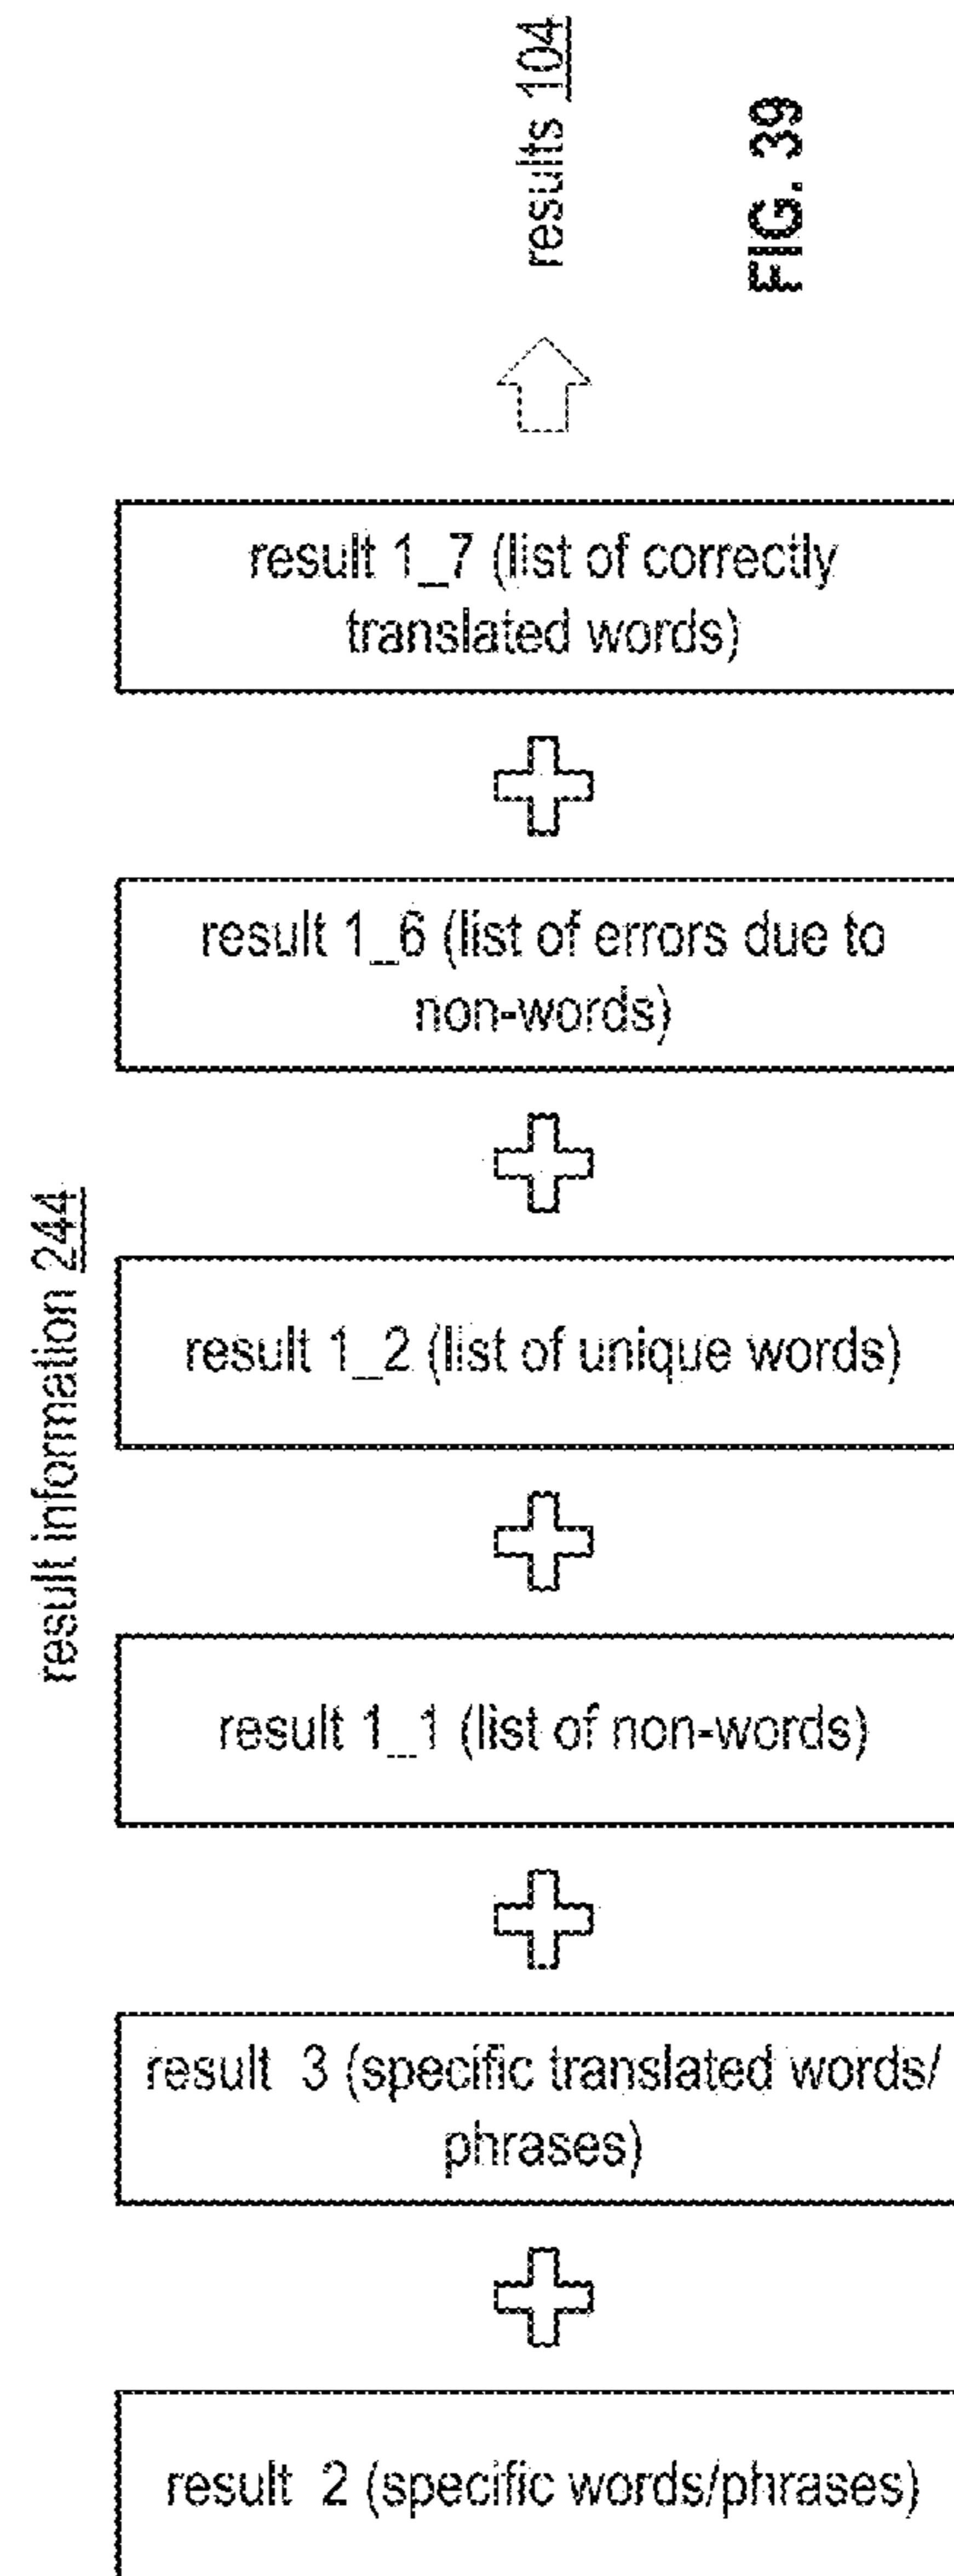 result information 244
result 1_7 (list of correctly
translated words)
result 1_6 (list of errors due to
non-words)
result 1_2 (list of unique words)
result 1_1 (list of non-words)
result 3 (specific translated words/
phrases)
result 2 (specific words/phrases)
results 104
FIG. 39